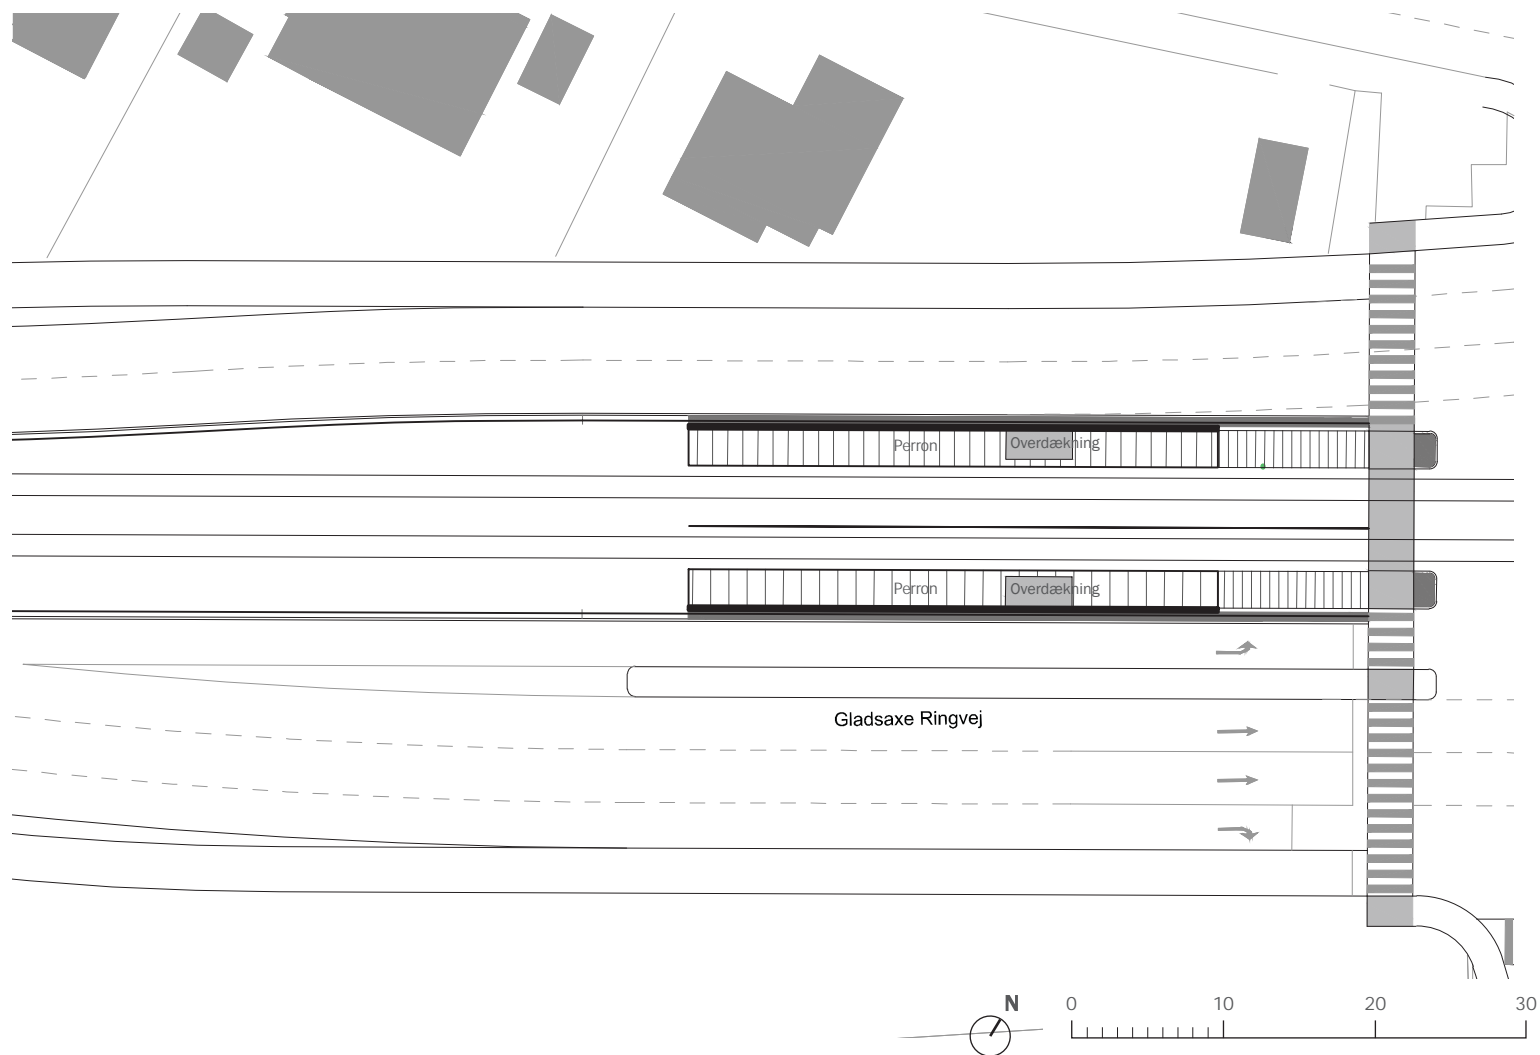 Perron
Overdækning
Perron
Overdækning
Gladsaxe Ringvej
N
0 10 20 30